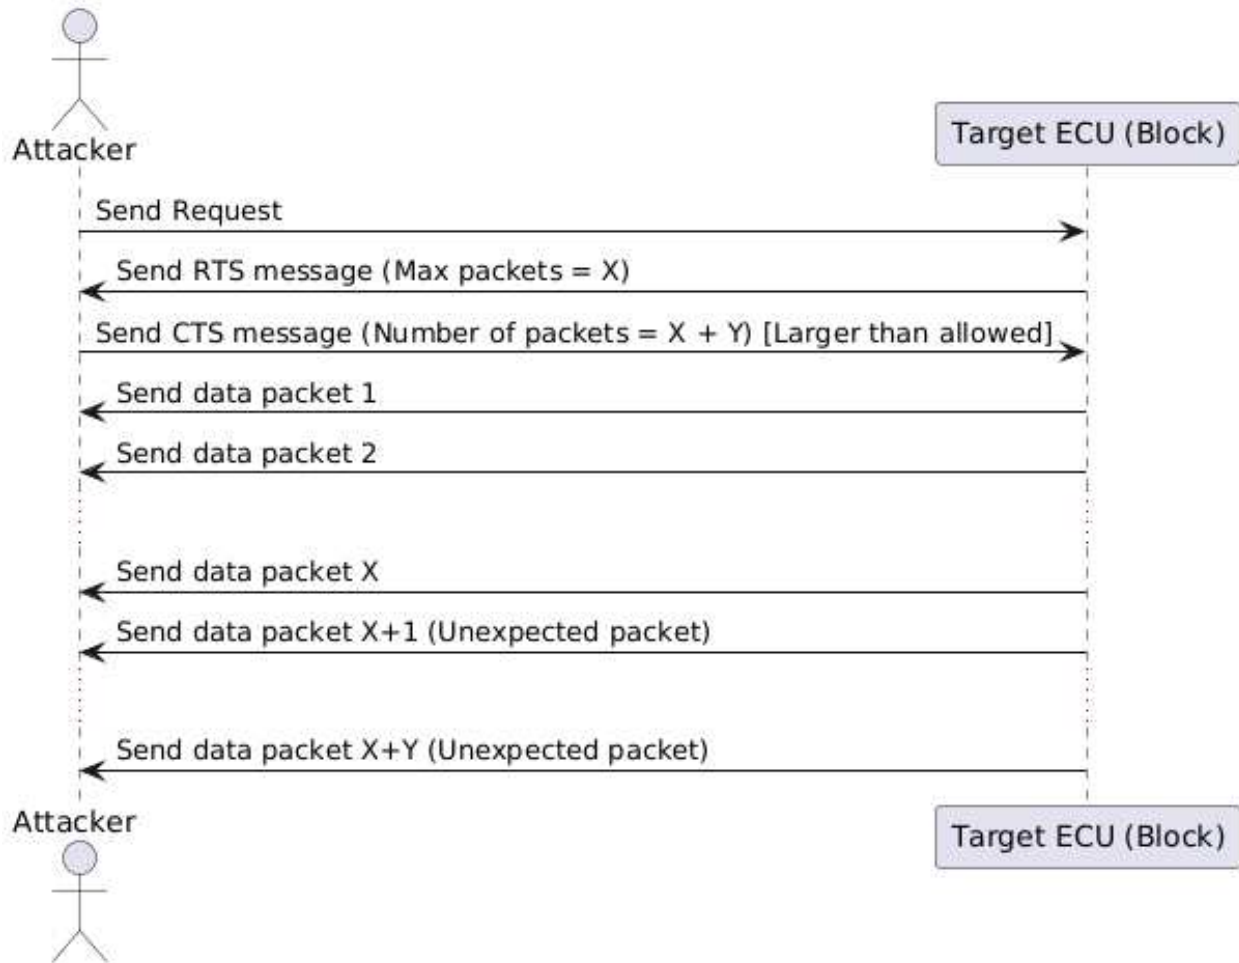 Attacker
Target ECU (Block)
Send Request
Send RTS message (Max packets = X)
Send CTS message (Number of packets = X + Y) [Larger than allowed]
Send data packet 1
Send data packet 2
Send data packet X
Send data packet X+1 (Unexpected packet)
Send data packet X+Y (Unexpected packet)
Attacker
Target ECU (Block)